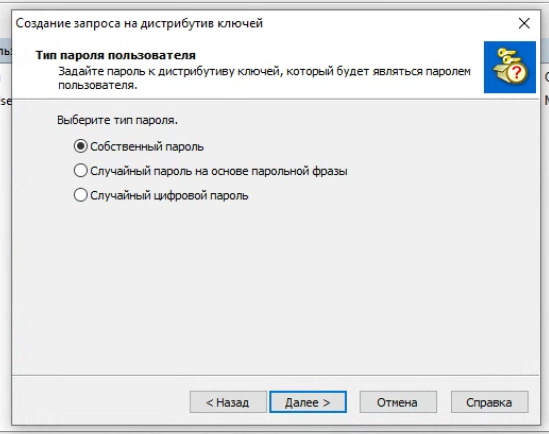 Создание запроса на дистрибутив ключей
Тип пароля пользователя
Задайте пароль к дистрибутиву ключей, который будет являться паролем
пользователя.
Выберите тип пароля.
Собственный пароль
Случайный пароль на основе парольной фразы
Случайный цифровой пароль
< Назад
Далее >
Отмена
Справка